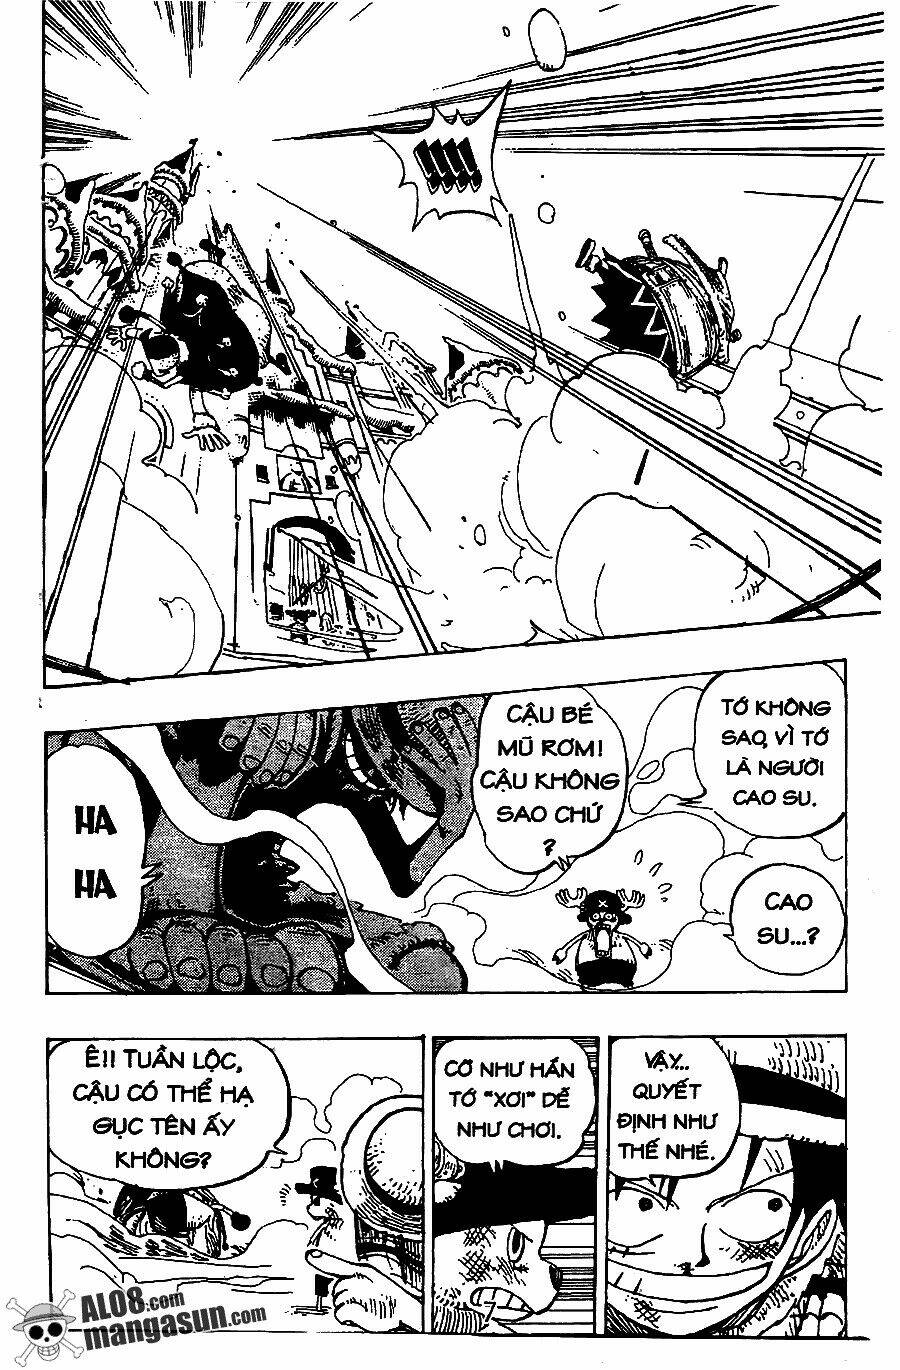 !!!!
TỚ KHÔNG
SAO, VÌ TỚ
LÀ NGƯỜI
CAO SU.
CẬU BÉ
MŨ RƠM!
CẬU KHÔNG
SAO CHỨ
?
CAO
SU...?
HA
HA
VẬY...
QUYẾT
ĐỊNH NHƯ
THẾ NHÉ.
CỠ NHƯ HẮN
TỚ "XƠI" DỄ
NHƯ CHƠI.
Ê!! TUẦN LỘC,
CẬU CÓ THỂ HẠ
GỤC TÊN ẤY
KHÔNG?
AL08.com
mangasun.com